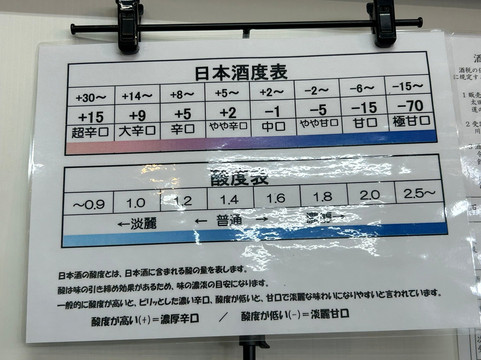 日本酒度表
+30~ +14~ +8~ +5~ +2~ −2~ −6~ −15~
+15 +9 +5 +2 −1 −5 −15 −70
超辛口 大辛口 辛口 やや辛口 中口 やや甘口 甘口 極甘口
酸度表
~0.9 1.0 1.2 1.4 1.6 1.8 2.0 2.5~
←淡麗 ← 普通 → →
日本酒の酸度とは、日本酒に含まれる酸の量を表します。
酸は味の引き締め効果があるため、味の濃淡の目安になります。
一般的に酸度が高いと、ピリッとした濃い辛口、酸度が低いと、甘口で淡麗な味わいになりやすいと言われています。
酸度が高い(+)=濃厚辛口 / 酸度が低い(−)=淡麗甘口